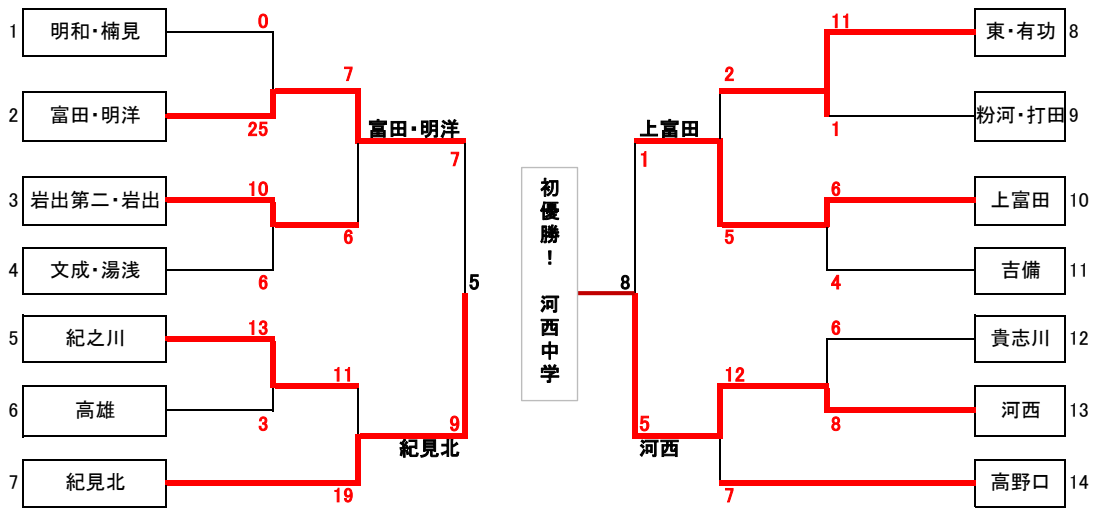 1 明和・楠見
0
2 富田・明洋
25
7
3 岩出第二・岩出
10
4 文成・湯浅
6
6
富田・明洋
7
5 紀之川
13
6 高雄
3
11
7 紀見北
19
9
紀見北
5
初優勝！ 河西中学
8
上富田
1
2
5
11
東・有功 8
1
粉河・打田 9
6
上富田 10
4
吉備 11
6
貴志川 12
12
8
河西 13
5
河西
7
高野口 14